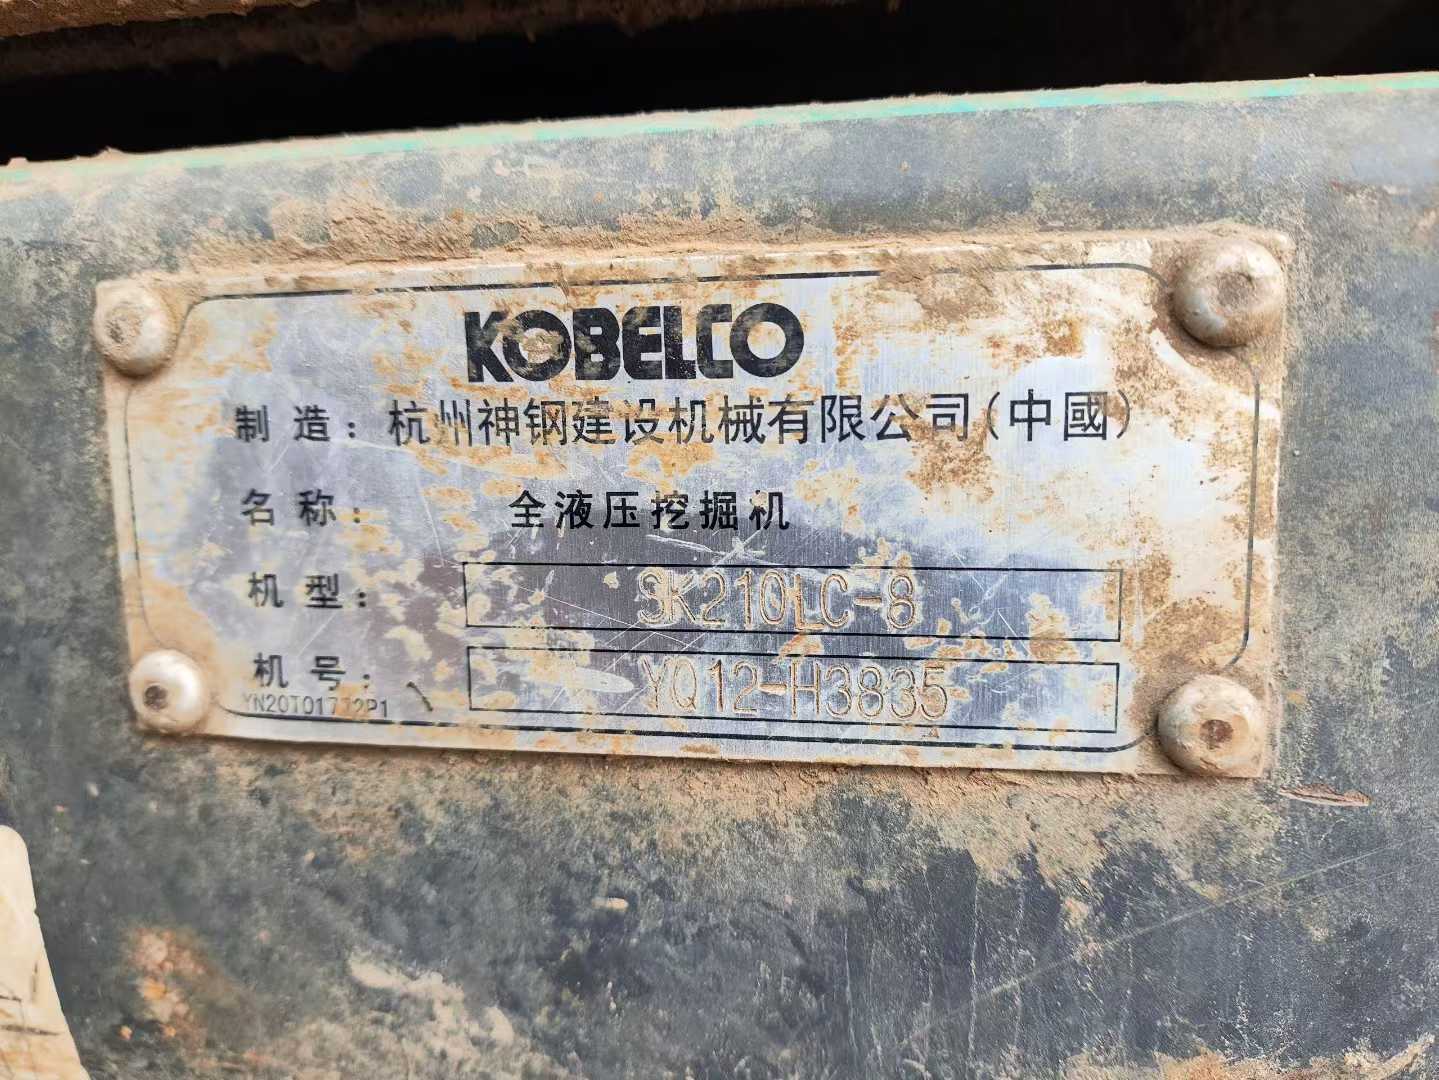 KOBELCO
制造：杭州神钢建设机械有限公司(中國)
名称：全液压挖掘机
机型：SK210LC-8
机号：YQ12-H3835
YN20T01772P1